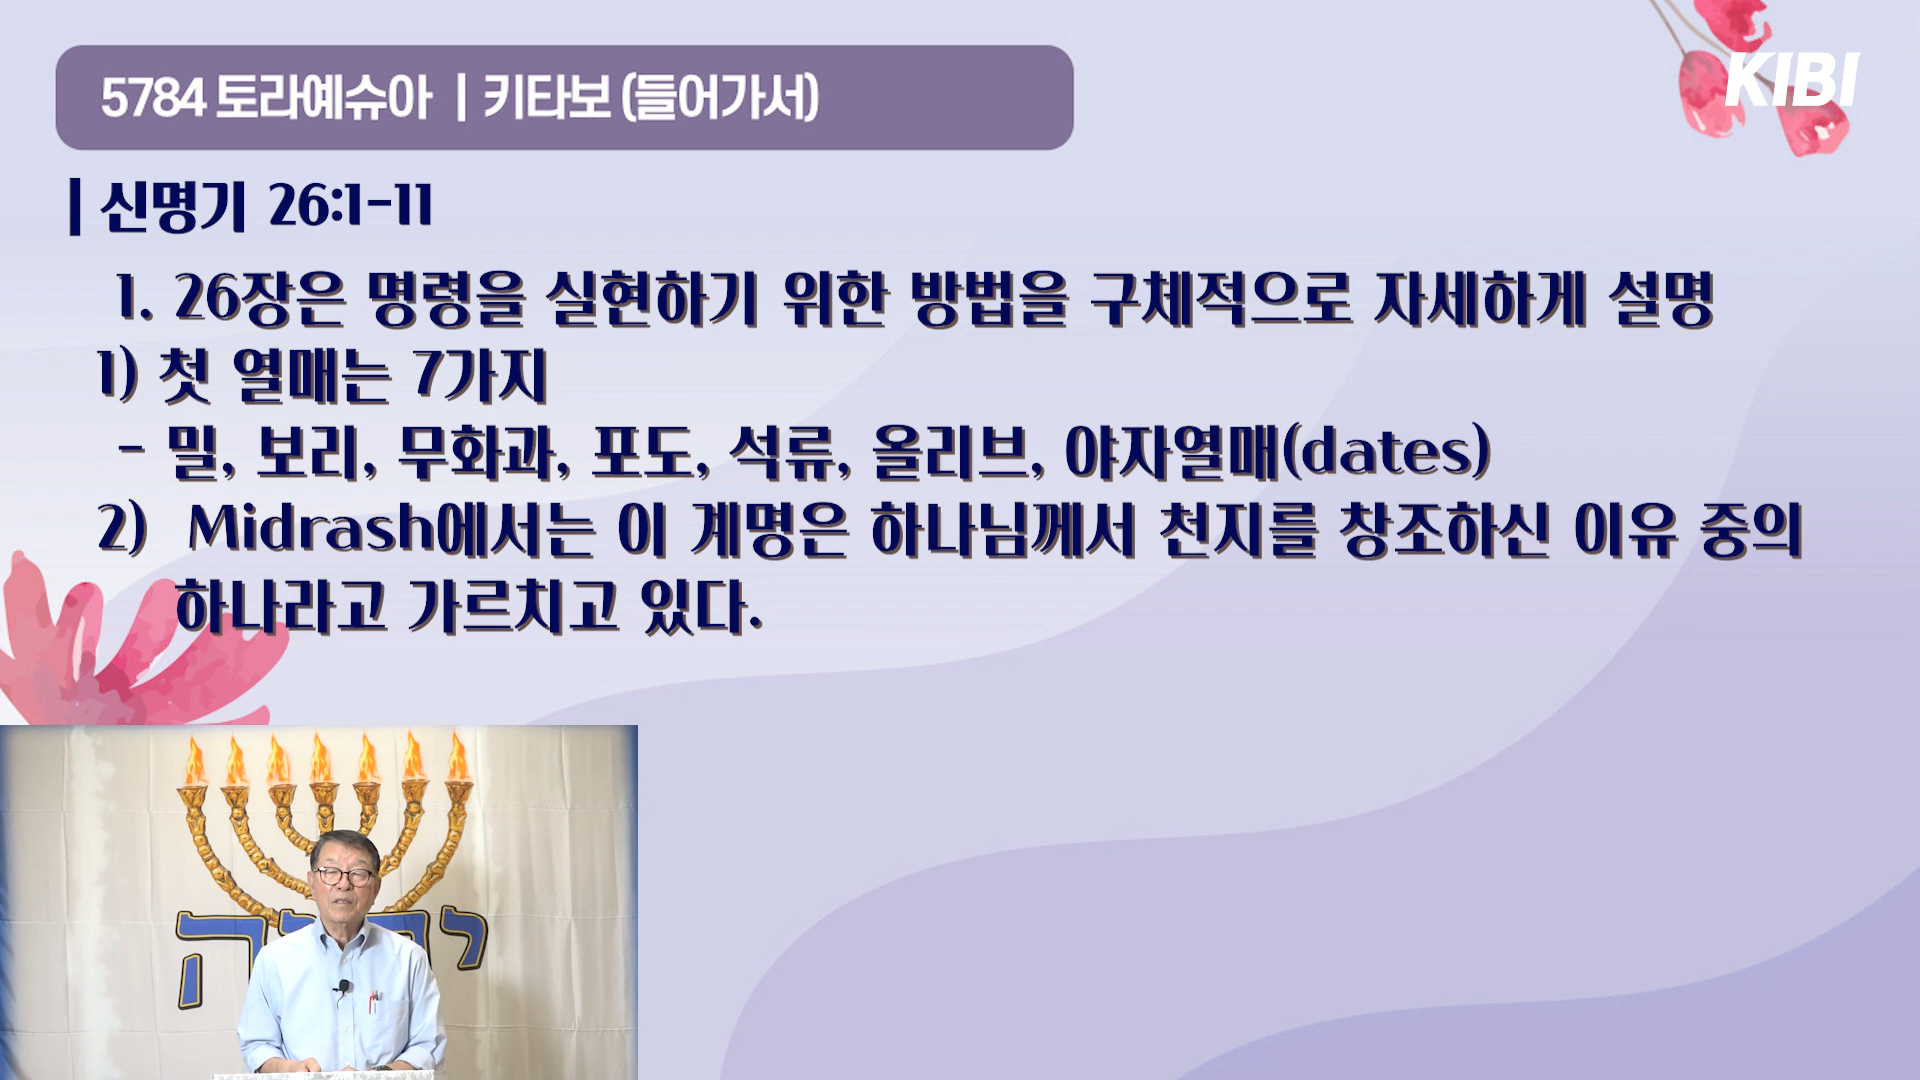 5784 토라예슈아 | 키타보 (들어가서)
KIBI
| 신명기 26:1-11
1. 26장은 명령을 실현하기 위한 방법을 구체적으로 자세하게 설명
1) 첫 열매는 7가지
- 밀, 보리, 무화과, 포도, 석류, 올리브, 야자열매(dates)
2) Midrash에서는 이 계명은 하나님께서 천지를 창조하신 이유 중의
하나라고 가르치고 있다.